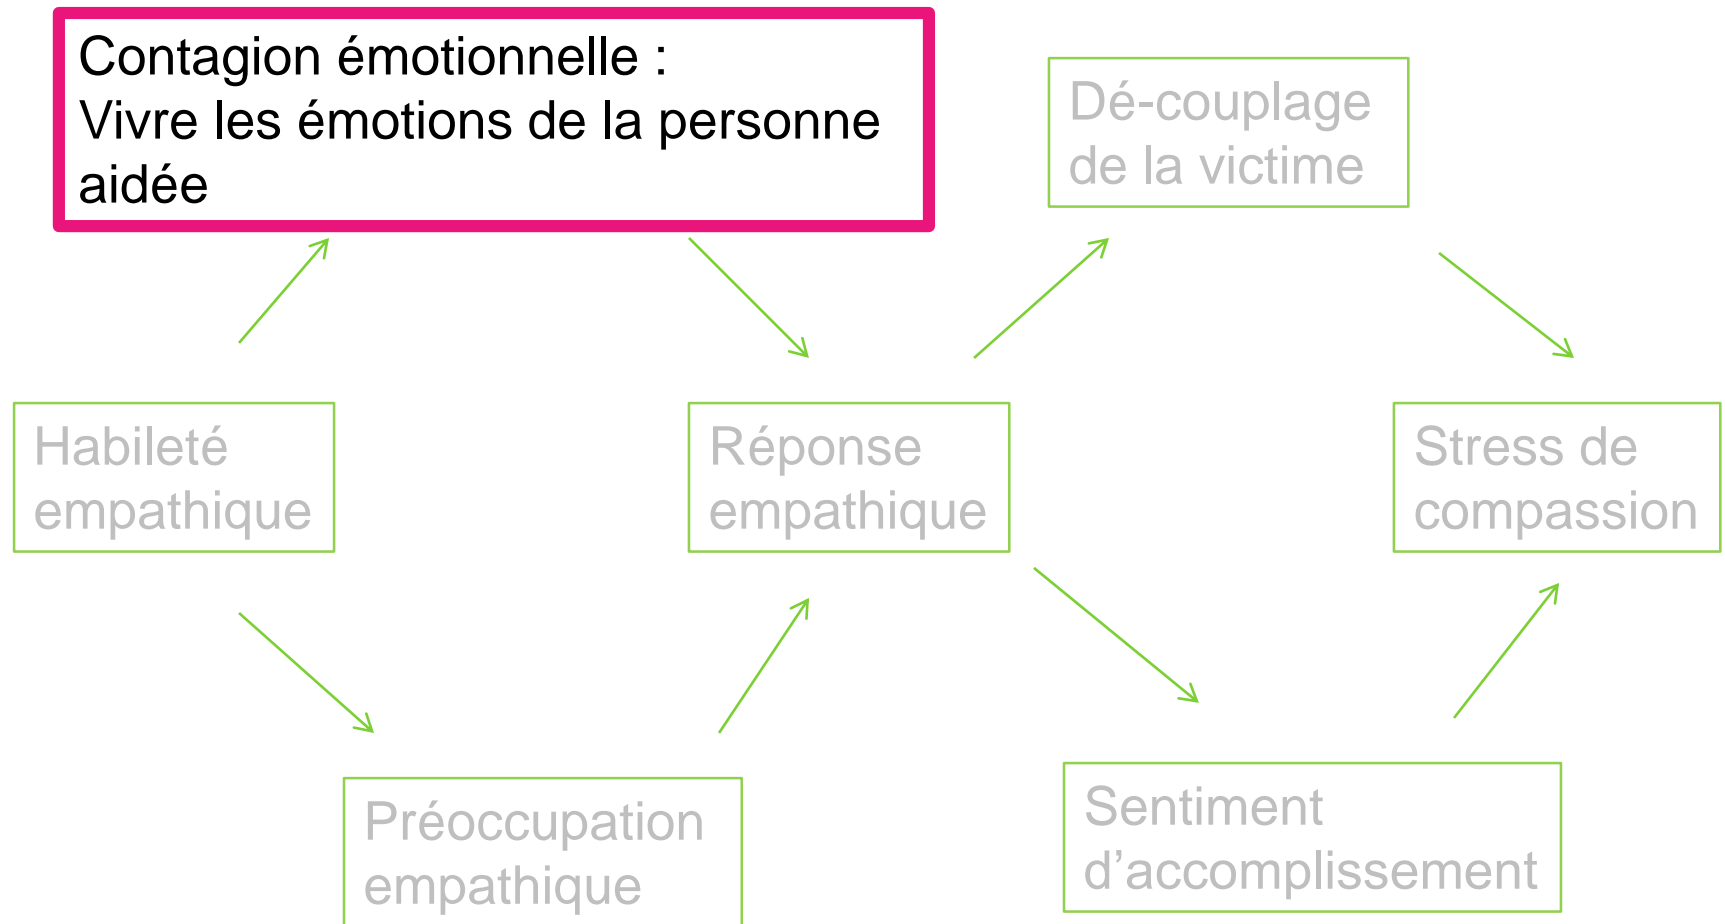 Contagion émotionnelle :
Vivre les émotions de la personne
aidée
Dé-couplage
de la victime
Habileté
empathique
Réponse
empathique
Stress de
compassion
Préoccupation
empathique
Sentiment
d’accomplissement